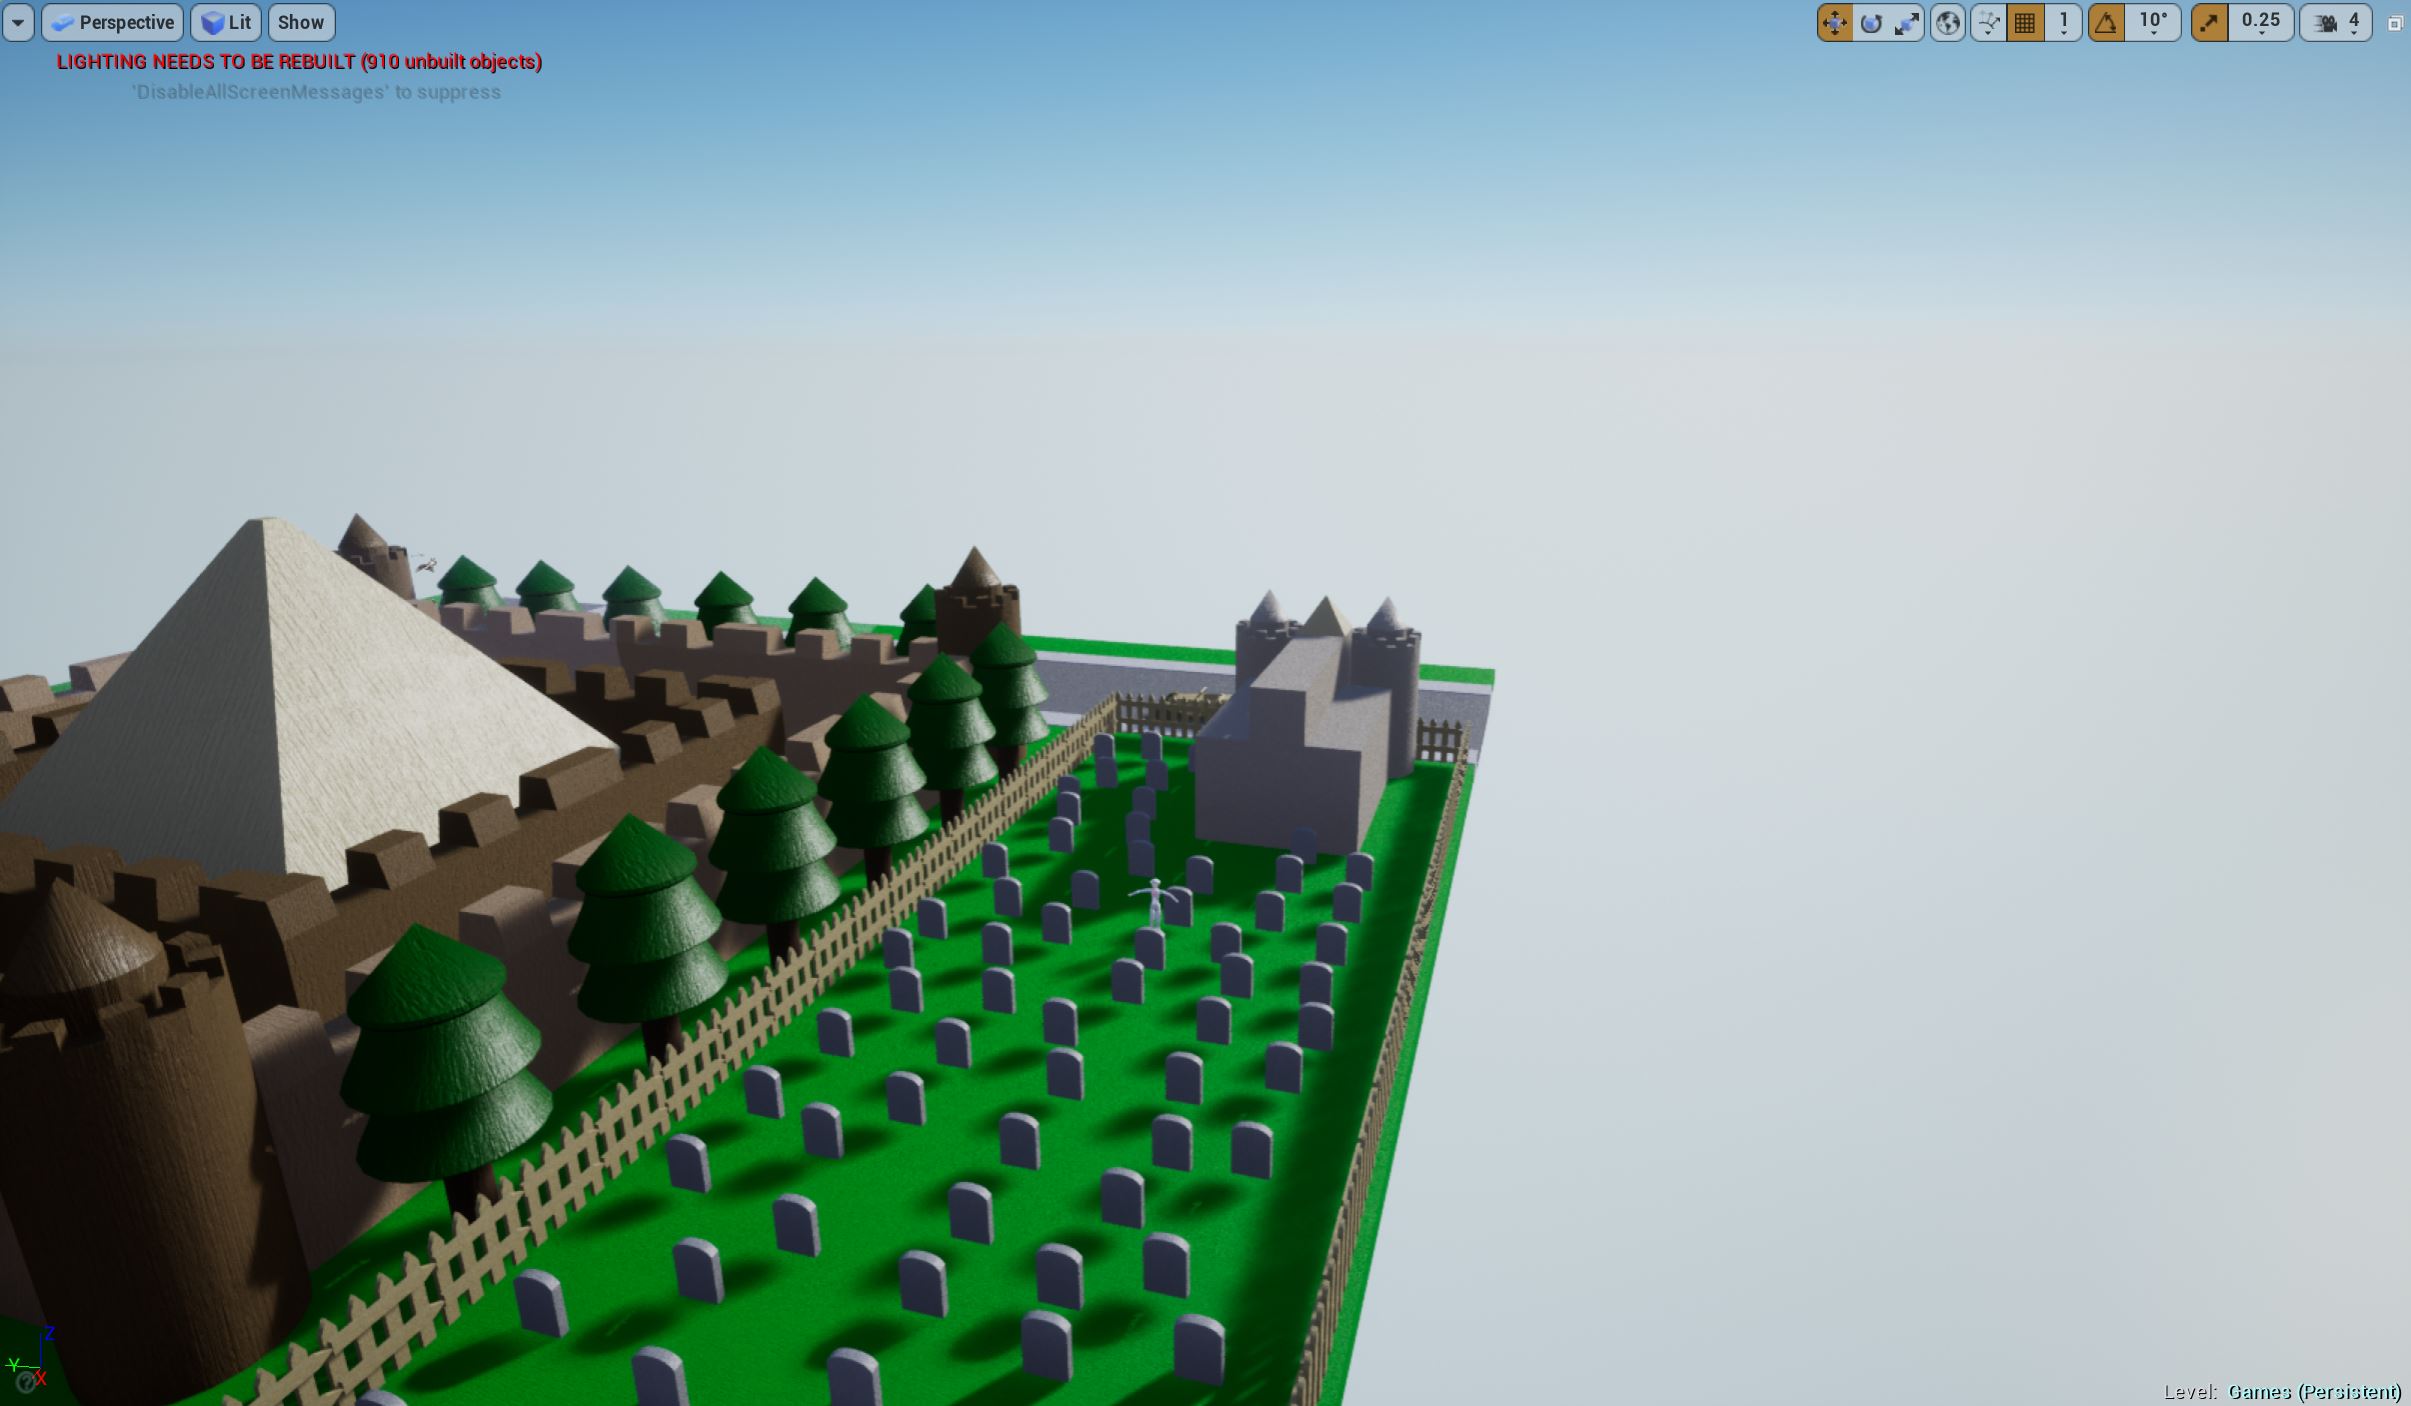 Perspective Lit Show 1 10° 0.25 4
LIGHTING NEEDS TO BE REBUILT (910 unbuilt objects)
'DisableAllScreenMessages' to suppress
Z
Y
X
?
Level: Games (Persistent)